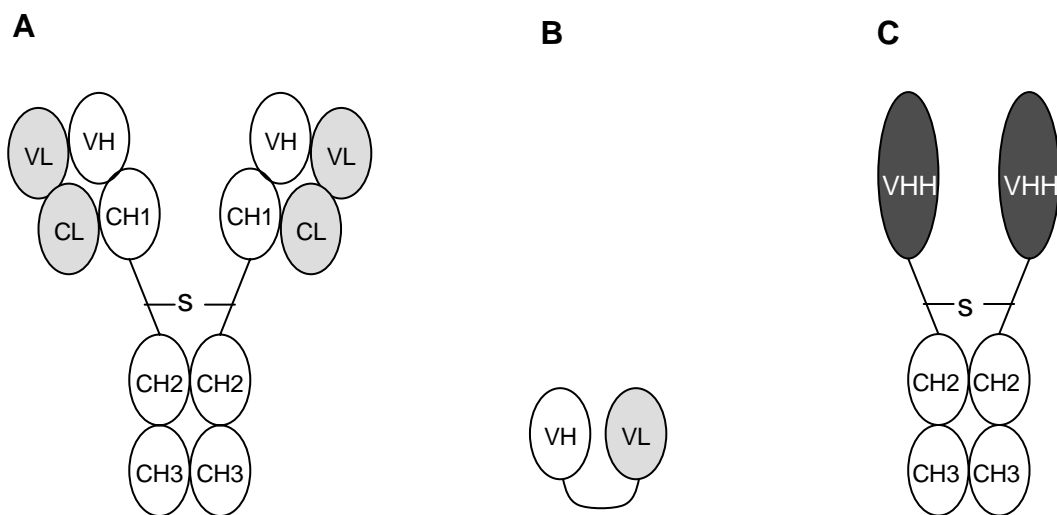 A
B
C
VL VH VH VL
CL CH1 CH1 CL
S
CH2 CH2
CH3 CH3
VH VL
VHH VHH
S
CH2 CH2
CH3 CH3